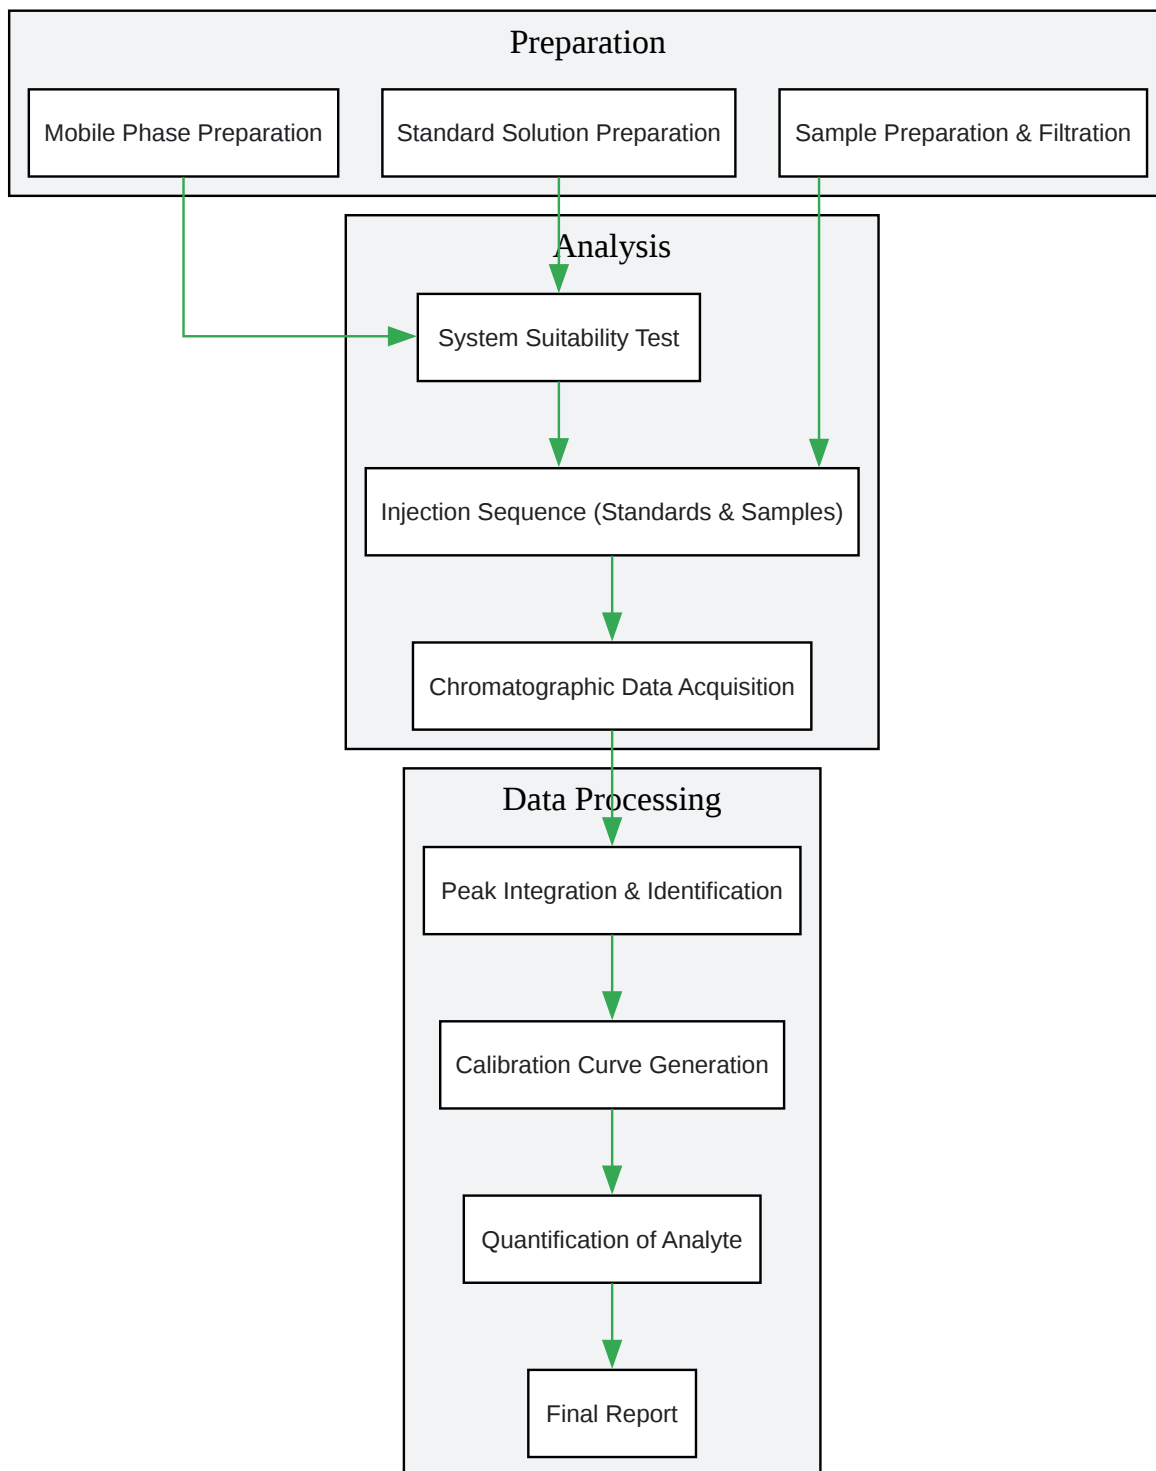 Preparation
Mobile Phase Preparation
Standard Solution Preparation
Sample Preparation & Filtration
Analysis
System Suitability Test
Injection Sequence (Standards & Samples)
Chromatographic Data Acquisition
Data Processing
Peak Integration & Identification
Calibration Curve Generation
Quantification of Analyte
Final Report